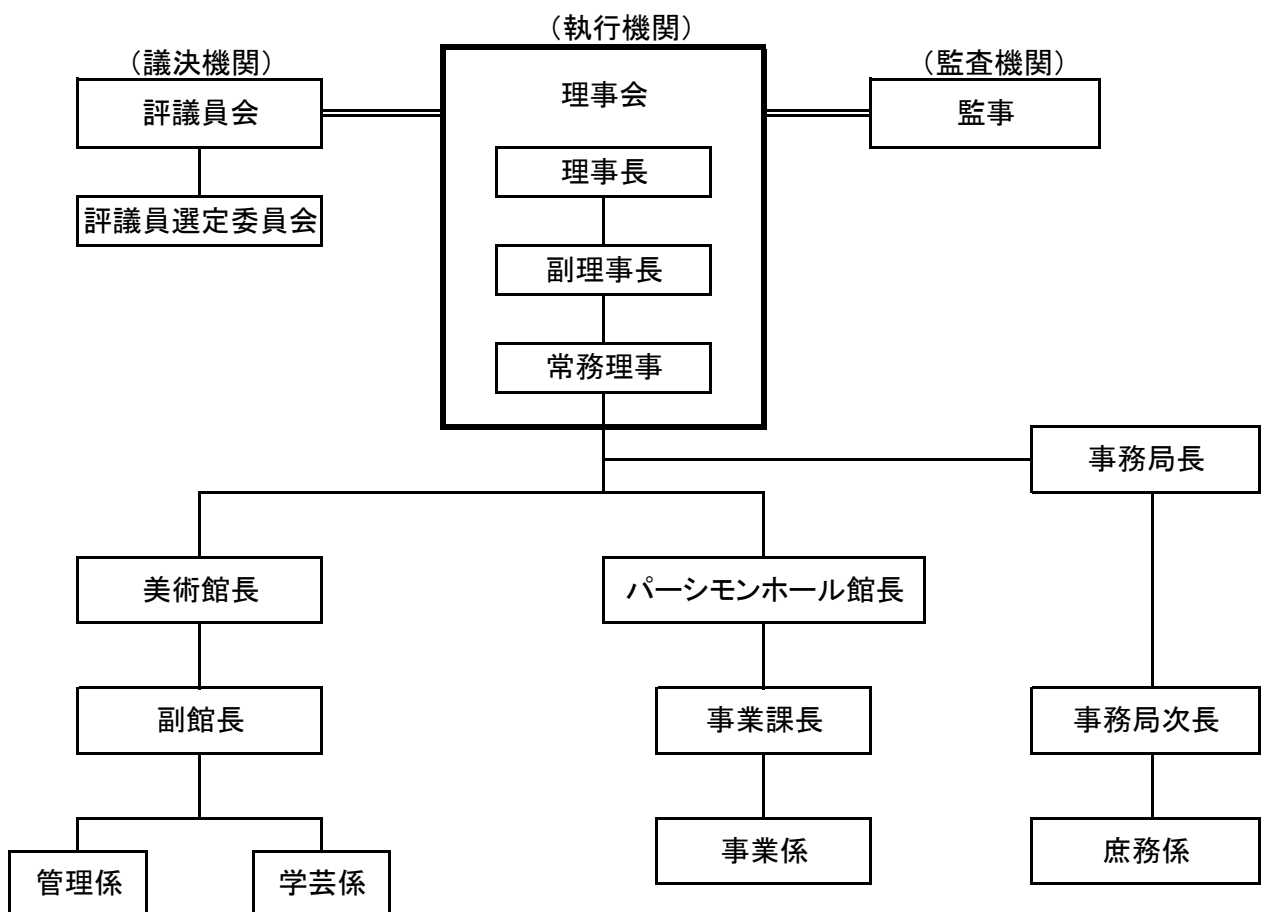 （執行機関）
（議決機関）
（監査機関）
評議員会
理事会
監事
理事長
評議員選定委員会
副理事長
常務理事
事務局長
美術館長
パーシモンホール館長
副館長
事業課長
事務局次長
管理係
学芸係
事業係
庶務係